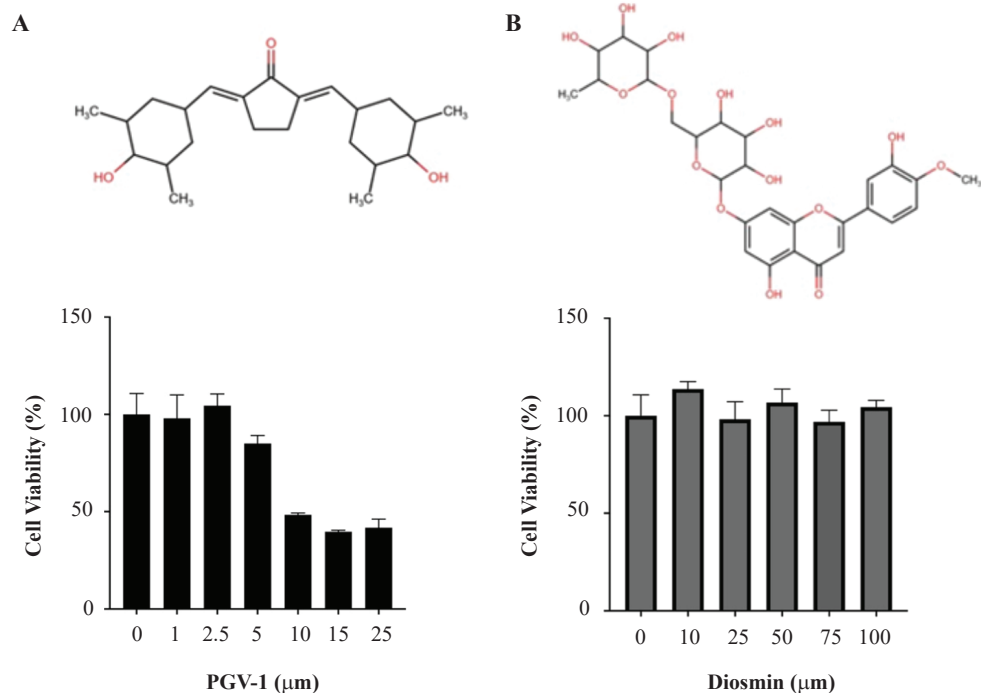 A
O
H₃C
CH₃
HO
OH
CH₃
CH₃
150
100
50
0
Cell Viability (%)
0 1 2.5 5 10 15 25
PGV-1 (μm)
B
OH
HO
OH
H₃C
O
O
OH
OH
O
OH
O
OH
O
CH₃
O
OH
O
150
100
50
0
Cell Viability (%)
0 10 25 50 75 100
Diosmin (μm)